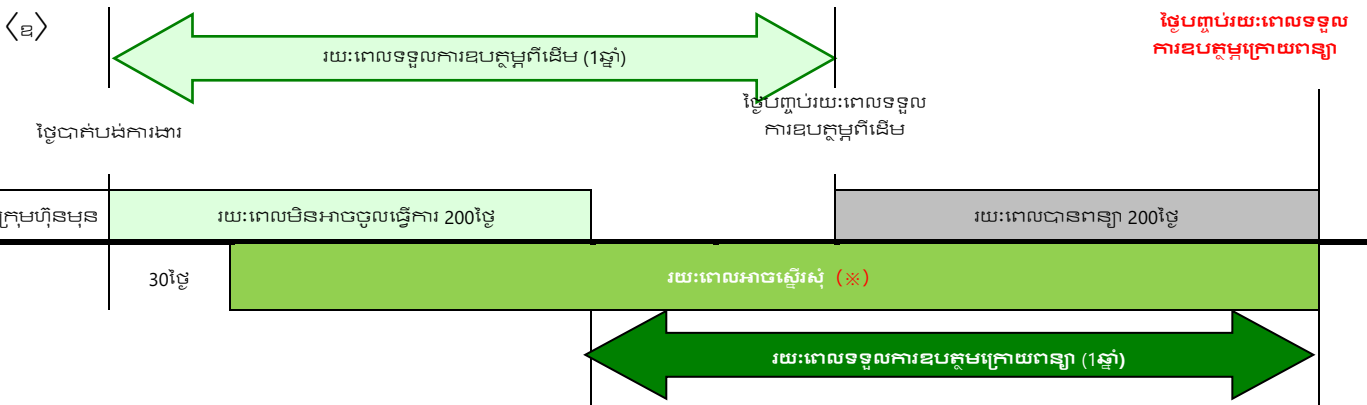 〈ឧ〉
រយៈពេលទទួលការឧបត្ថម្ភពីដើម (1ឆ្នាំ)
ថ្ងៃបញ្ចប់រយៈពេលទទួល
ការឧបត្ថម្ភក្រោយពន្យា
ថ្ងៃបញ្ចប់រយៈពេលទទួល
ការឧបត្ថម្ភពីដើម
ថ្ងៃបាត់បង់ការងារ
ក្រុមហ៊ុនមុន
រយៈពេលមិនអាចចូលធ្វើការ 200ថ្ងៃ
រយៈពេលបានពន្យា 200ថ្ងៃ
30ថ្ងៃ
រយៈពេលអាចស្នើរសុំ（※）
រយៈពេលទទួលការឧបត្ថមក្រោយពន្យា (1ឆ្នាំ)